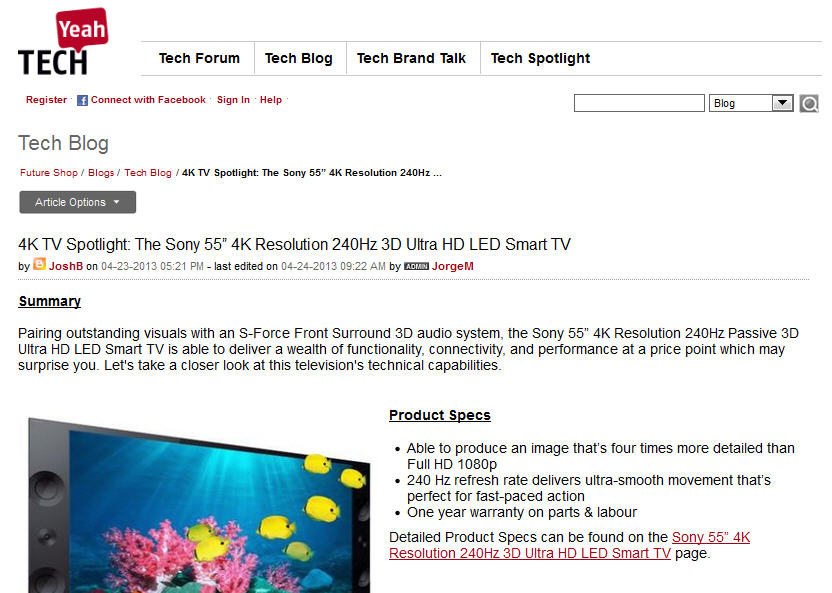 Yeah
TECH
Tech Forum
Tech Blog
Tech Brand Talk
Tech Spotlight
Register · Connect with Facebook · Sign In · Help ·
Blog
Tech Blog
Future Shop / Blogs / Tech Blog / 4K TV Spotlight: The Sony 55” 4K Resolution 240Hz ...
Article Options
4K TV Spotlight: The Sony 55” 4K Resolution 240Hz 3D Ultra HD LED Smart TV
by JoshB on 04-23-2013 05:21 PM - last edited on 04-24-2013 09:22 AM by ADMIN JorgeM
Summary
Pairing outstanding visuals with an S-Force Front Surround 3D audio system, the Sony 55” 4K Resolution 240Hz Passive 3D
Ultra HD LED Smart TV is able to deliver a wealth of functionality, connectivity, and performance at a price point which may
surprise you. Let's take a closer look at this television's technical capabilities.
Product Specs
• Able to produce an image that’s four times more detailed than
Full HD 1080p
• 240 Hz refresh rate delivers ultra-smooth movement that’s
perfect for fast-paced action
• One year warranty on parts & labour
Detailed Product Specs can be found on the Sony 55” 4K
Resolution 240Hz 3D Ultra HD LED Smart TV page.